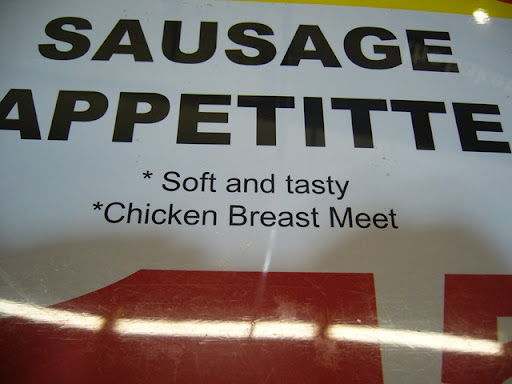 SAUSAGE
APPETITTE
* Soft and tasty
*Chicken Breast Meet